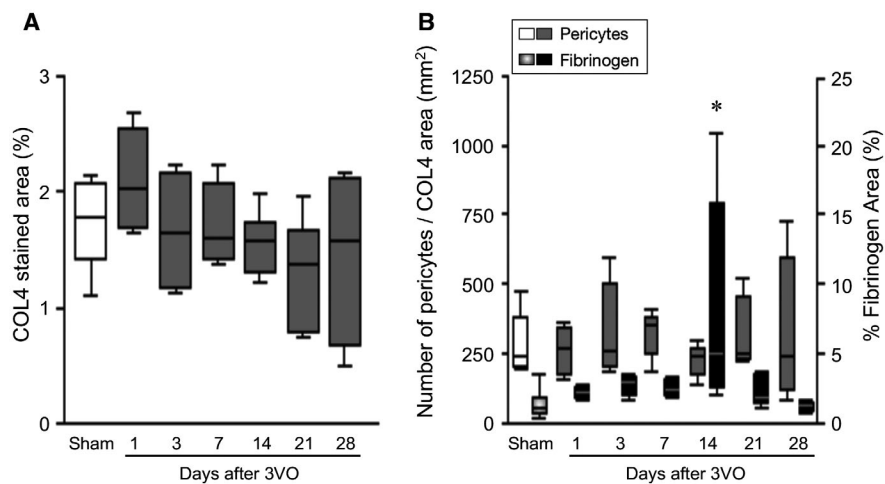 A
COL4 stained area (%)
3
2
1
0
Sham 1 3 7 14 21 28
Days after 3VO
B
Pericytes
Fibrinogen
Number of pericytes / COL4 area (mm²)
1250
1000
750
500
250
0
*
25
20
15
10
5
0
% Fibrinogen Area (%)
Sham 1 3 7 14 21 28
Days after 3VO